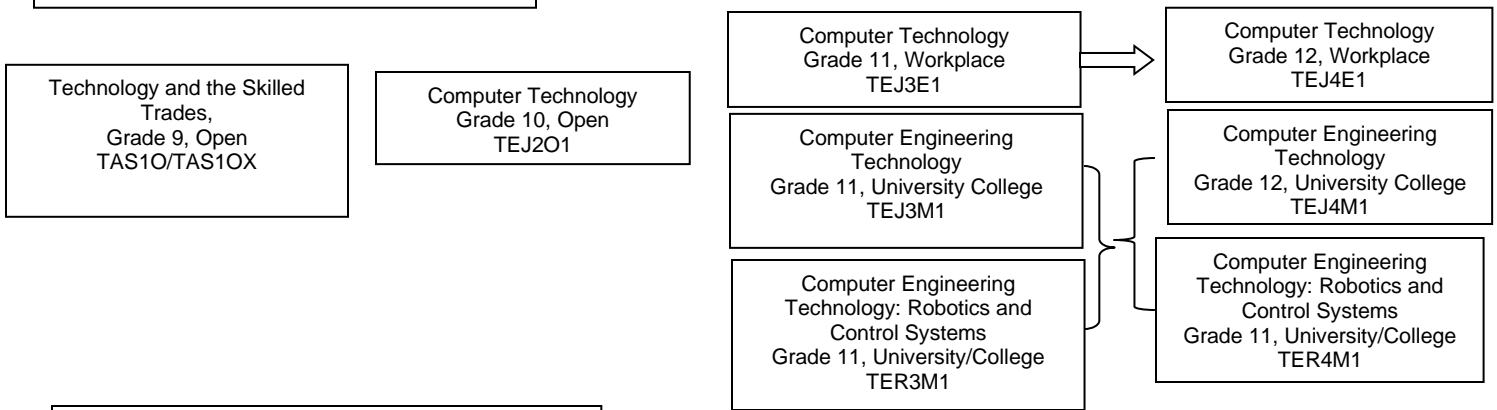 Technology and the Skilled
Trades,
Grade 9, Open
TAS1O/TAS1OX
Computer Technology
Grade 10, Open
TEJ2O1
Computer Technology
Grade 11, Workplace
TEJ3E1
Computer Technology
Grade 12, Workplace
TEJ4E1
Computer Engineering
Technology
Grade 11, University College
TEJ3M1
Computer Engineering
Technology
Grade 12, University College
TEJ4M1
Computer Engineering
Technology: Robotics and
Control Systems
Grade 11, University/College
TER3M1
Computer Engineering
Technology: Robotics and
Control Systems
Grade 11, University/College
TER4M1